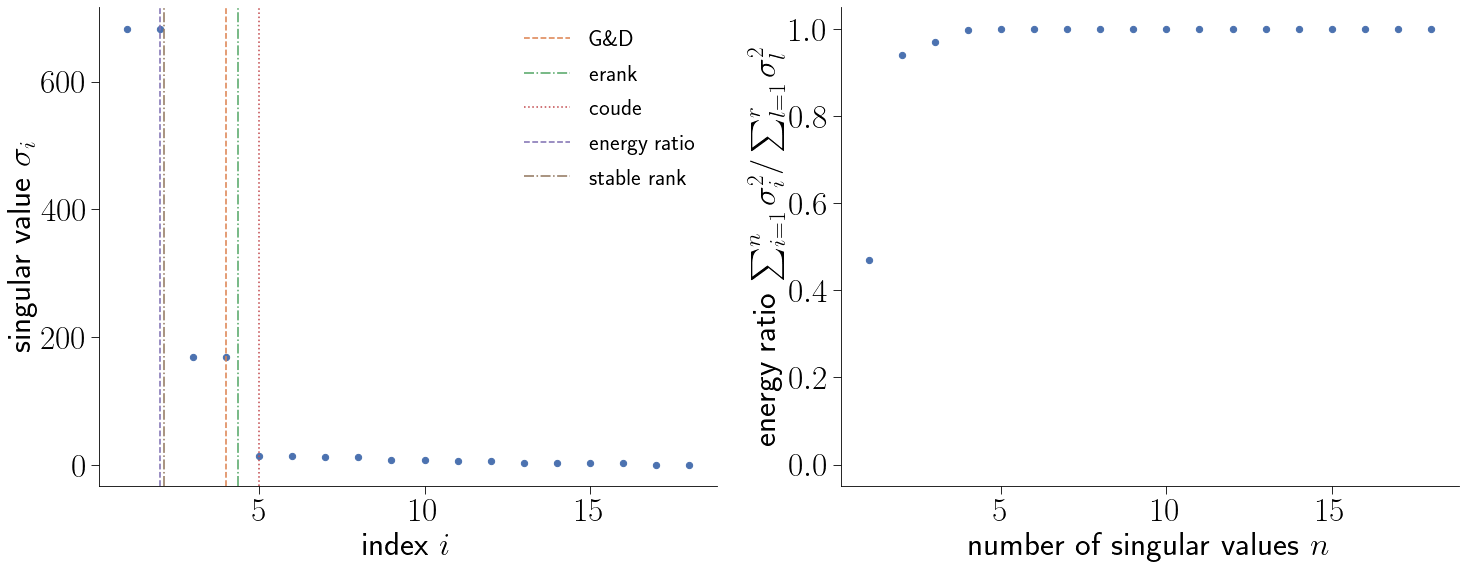 singular value σ_i
600
400
200
0
5
10
15
index i
G&D
erank
coude
energy ratio
stable rank
energy ratio ∑_{i=1}^{n} σ_i^2 / ∑_{l=1}^{r} σ_l^2
1.0
0.8
0.6
0.4
0.2
0.0
5
10
15
number of singular values n